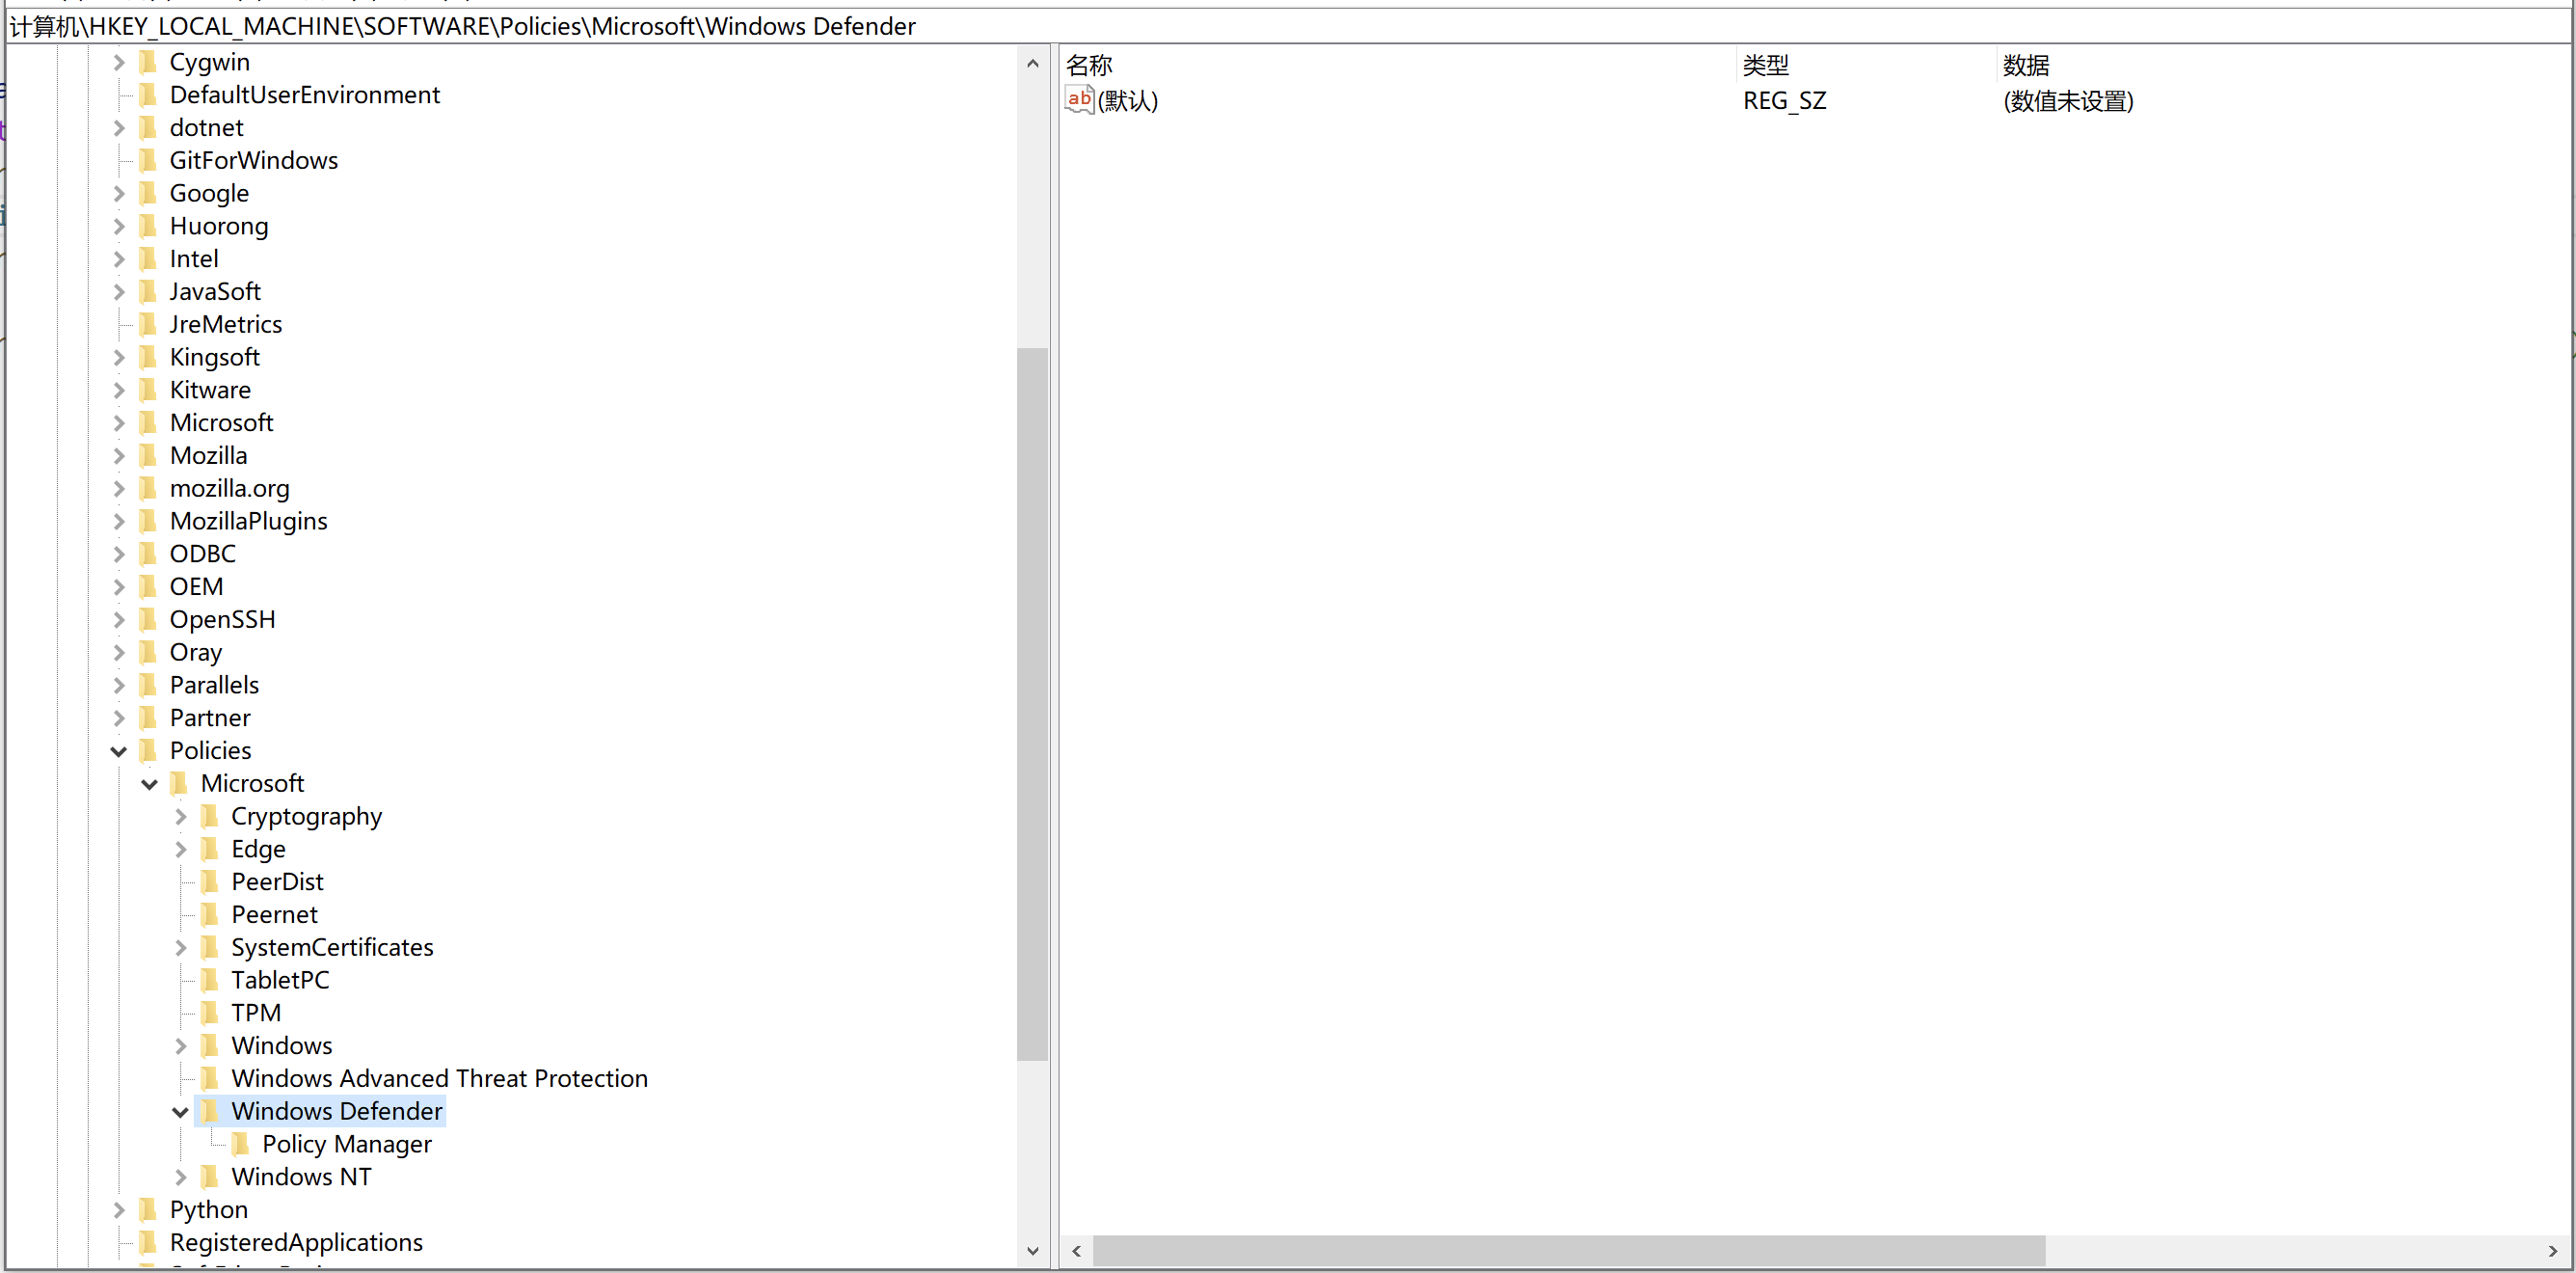 计算机\HKEY_LOCAL_MACHINE\SOFTWARE\Policies\Microsoft\Windows Defender
Cygwin
DefaultUserEnvironment
dotnet
GitForWindows
Google
Huorong
Intel
JavaSoft
JreMetrics
Kingsoft
Kitware
Microsoft
Mozilla
mozilla.org
MozillaPlugins
ODBC
OEM
OpenSSH
Oray
Parallels
Partner
Policies
Microsoft
Cryptography
Edge
PeerDist
Peernet
SystemCertificates
TabletPC
TPM
Windows
Windows Advanced Threat Protection
Windows Defender
Policy Manager
Windows NT
Python
RegisteredApplications
名称 类型 数据
ab (默认) REG_SZ (数值未设置)